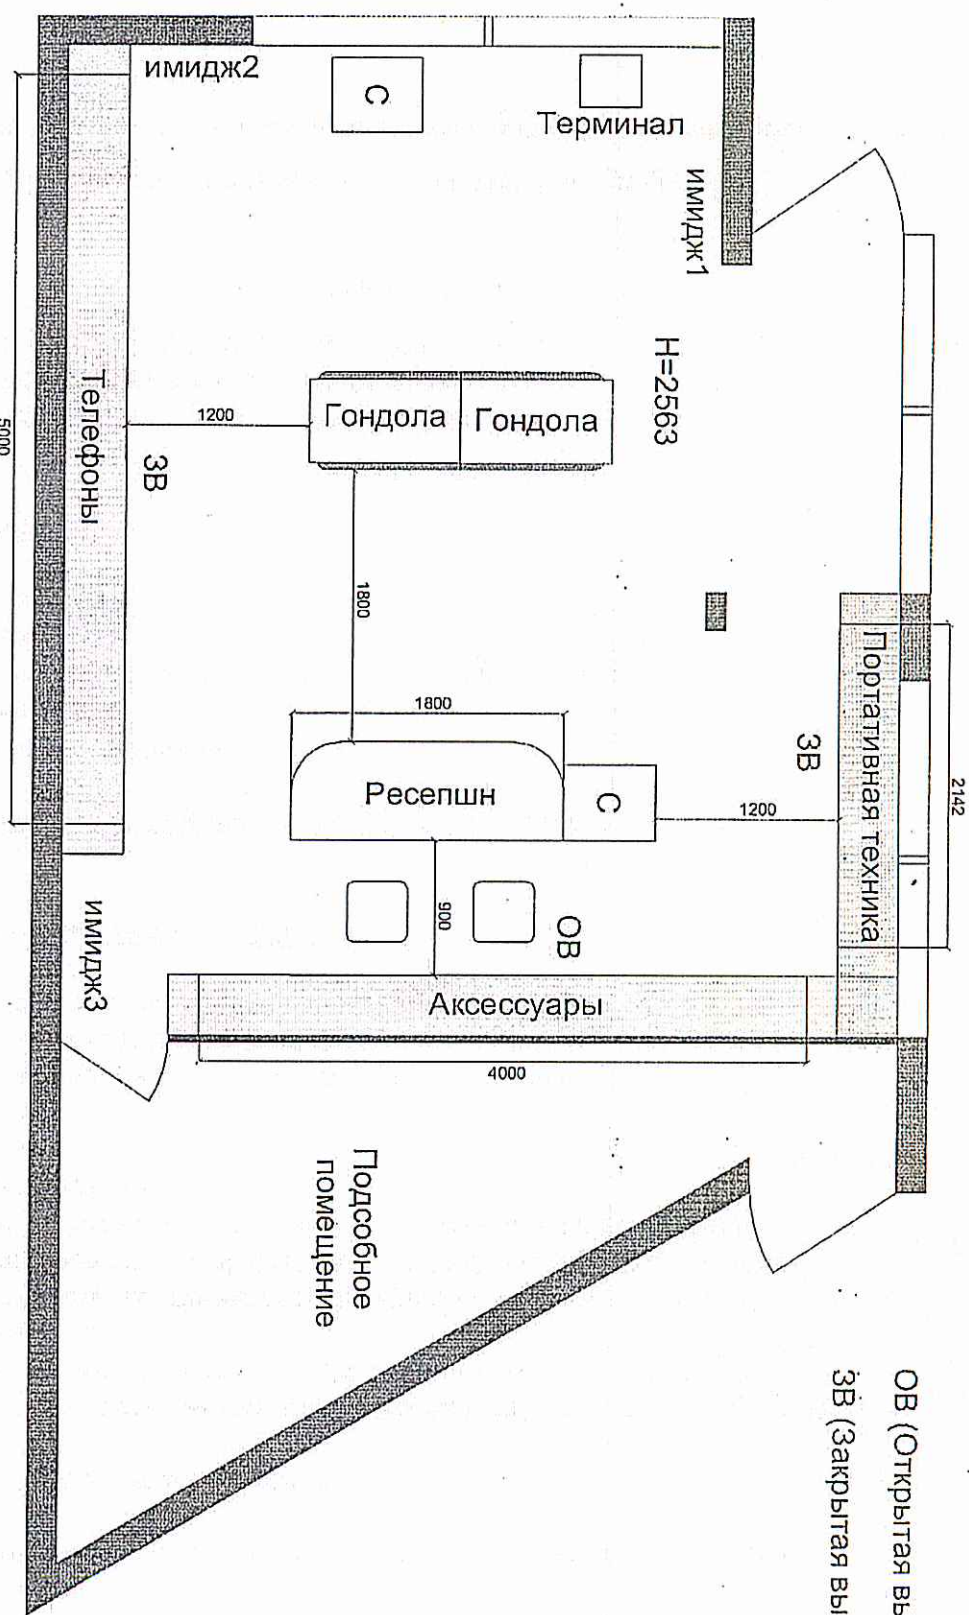 имидж2
С
Терминал
имидж1
H=2563
Телефоны
5000
1200
ЗВ
Гондола
Гондола
1800
1800
Ресепшн
С
1200
ЗВ
Портативная техника
2142
900
ОВ
имидж3
Аксессуары
4000
Подсобное
помещение
ОВ (Открытая вы
ЗВ (Закрытая вы